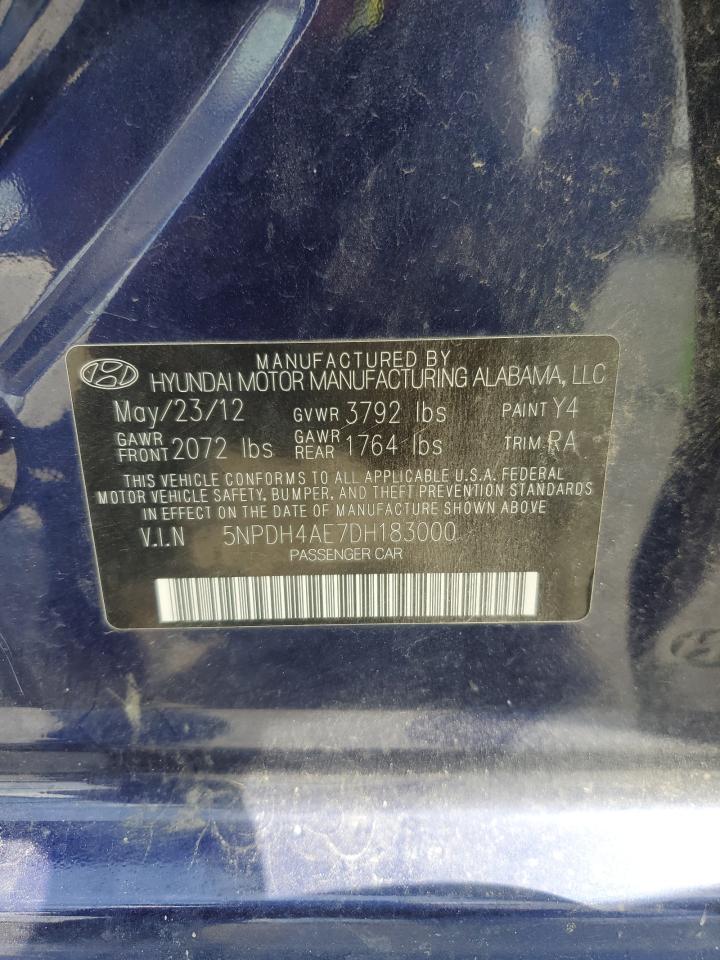 MANUFACTURED BY
HYUNDAI MOTOR MANUFACTURING ALABAMA, LLC
May/23/12 GVWR 3792 lbs PAINT Y4
GAWR FRONT 2072 lbs GAWR REAR 1764 lbs TRIM RA
THIS VEHICLE CONFORMS TO ALL APPLICABLE U.S.A. FEDERAL
MOTOR VEHICLE SAFETY, BUMPER, AND THEFT PREVENTION STANDARDS
IN EFFECT ON THE DATE OF MANUFACTURE SHOWN ABOVE
V.I.N 5NPDH4AE7DH183000
PASSENGER CAR